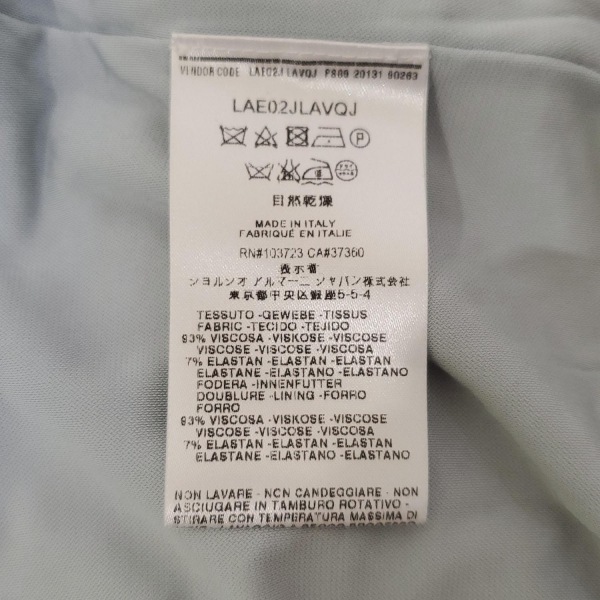 VENDOR CODE LAE02JLAVQJ FS69 20131 90263
LAE02JLAVQJ
P
自然乾燥
MADE IN ITALY
FABRIQUÉ EN ITALIE
RN#103723 CA#37360
表示者
ジョルジオ アルマーニ ジャパン株式会社
東京都中央区銀座5-5-4
TESSUTO -GEWEBE -TISSUS
FABRIC -TECIDO -TEJIDO
93% VISCOSA -VISKOSE -VISCOSE
VISCOSE -VISCOSE -VISCOSA
7% ELASTAN -ELASTAN -ELASTAN
ELASTANE -ELASTANO -ELASTANO
FODERA -INNENFUTTER
DOUBLURE -LINING -FORRO
FORRO
93% VISCOSA -VISKOSE -VISCOSE
VISCOSE -VISCOSE -VISCOSA
7% ELASTAN -ELASTAN -ELASTAN
ELASTANE -ELASTANO -ELASTANO
NON LAVARE - NON CANDEGGIARE - NON
ASCIUGARE IN TAMBURO ROTATIVO -
STIRARE CON TEMPERATURA MASSIMA DI